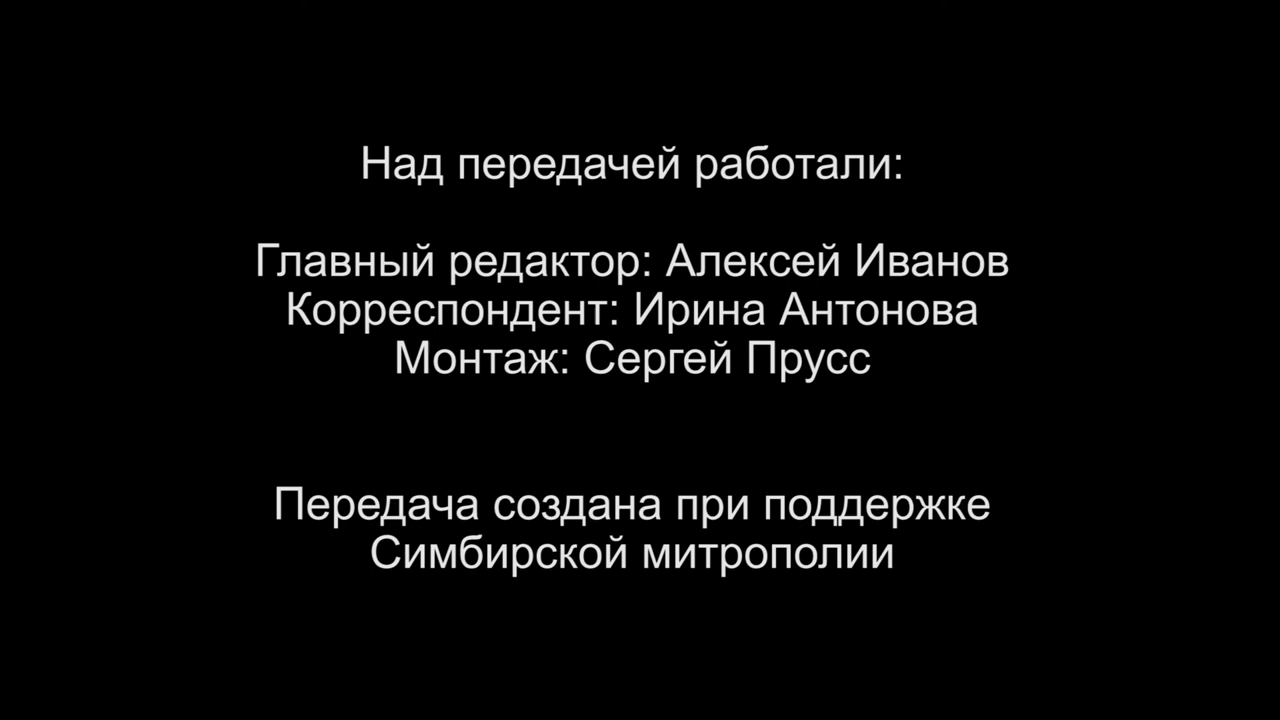 Над передачей работали:
Главный редактор: Алексей Иванов
Корреспондент: Ирина Антонова
Монтаж: Сергей Прусс
Передача создана при поддержке
Симбирской митрополии